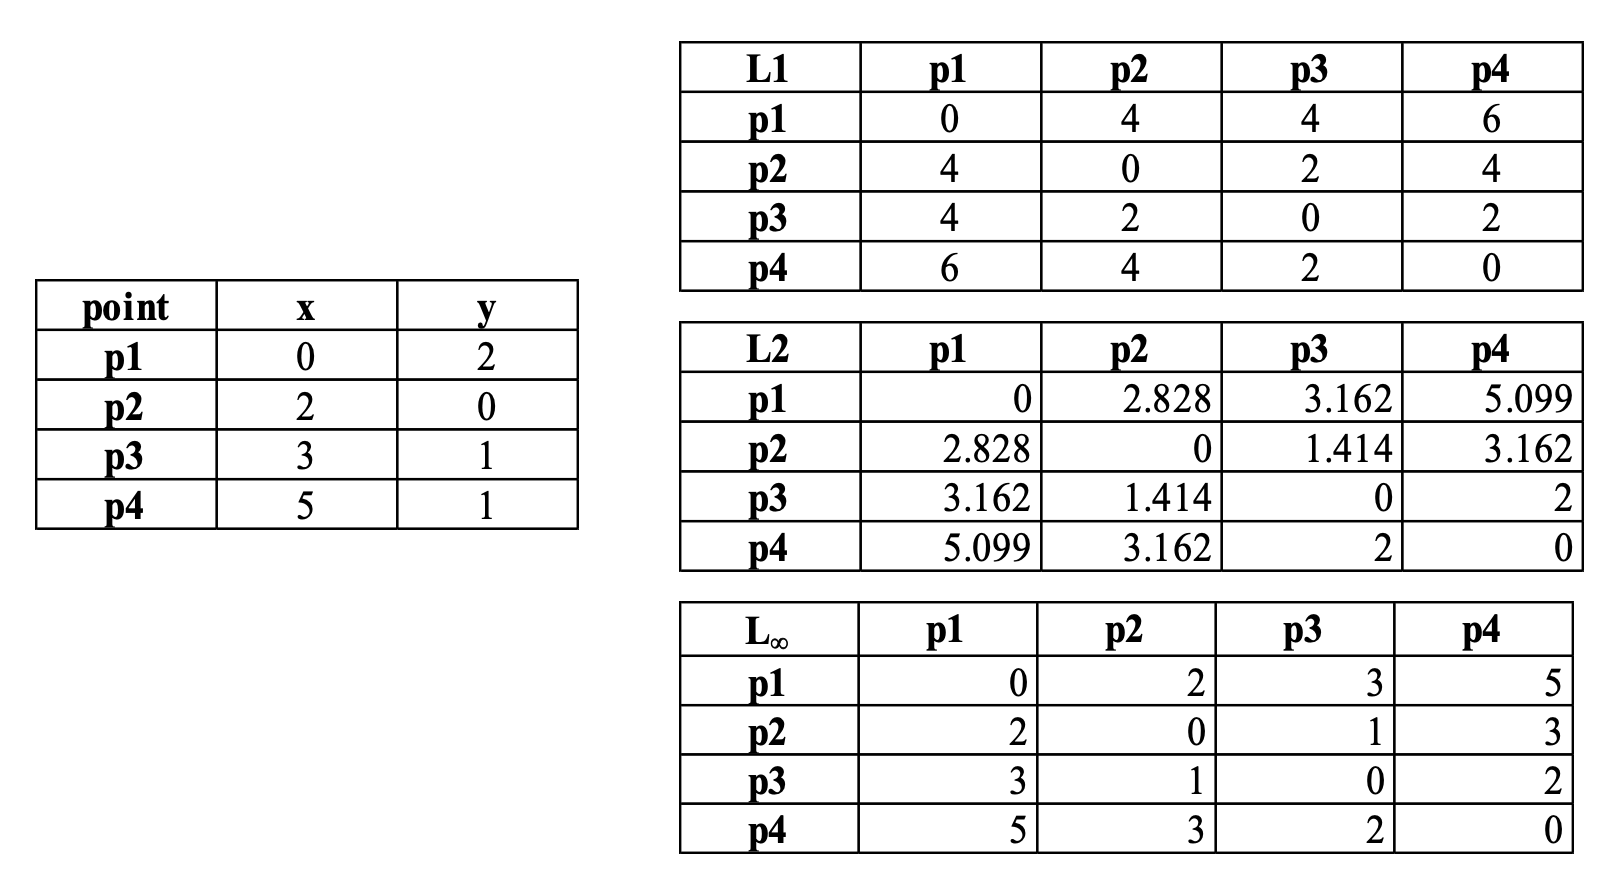 point x y
p1 0 2
p2 2 0
p3 3 1
p4 5 1
L1 p1 p2 p3 p4
p1 0 4 4 6
p2 4 0 2 4
p3 4 2 0 2
p4 6 4 2 0
L2 p1 p2 p3 p4
p1 0 2.828 3.162 5.099
p2 2.828 0 1.414 3.162
p3 3.162 1.414 0 2
p4 5.099 3.162 2 0
L∞ p1 p2 p3 p4
p1 0 2 3 5
p2 2 0 1 3
p3 3 1 0 2
p4 5 3 2 0